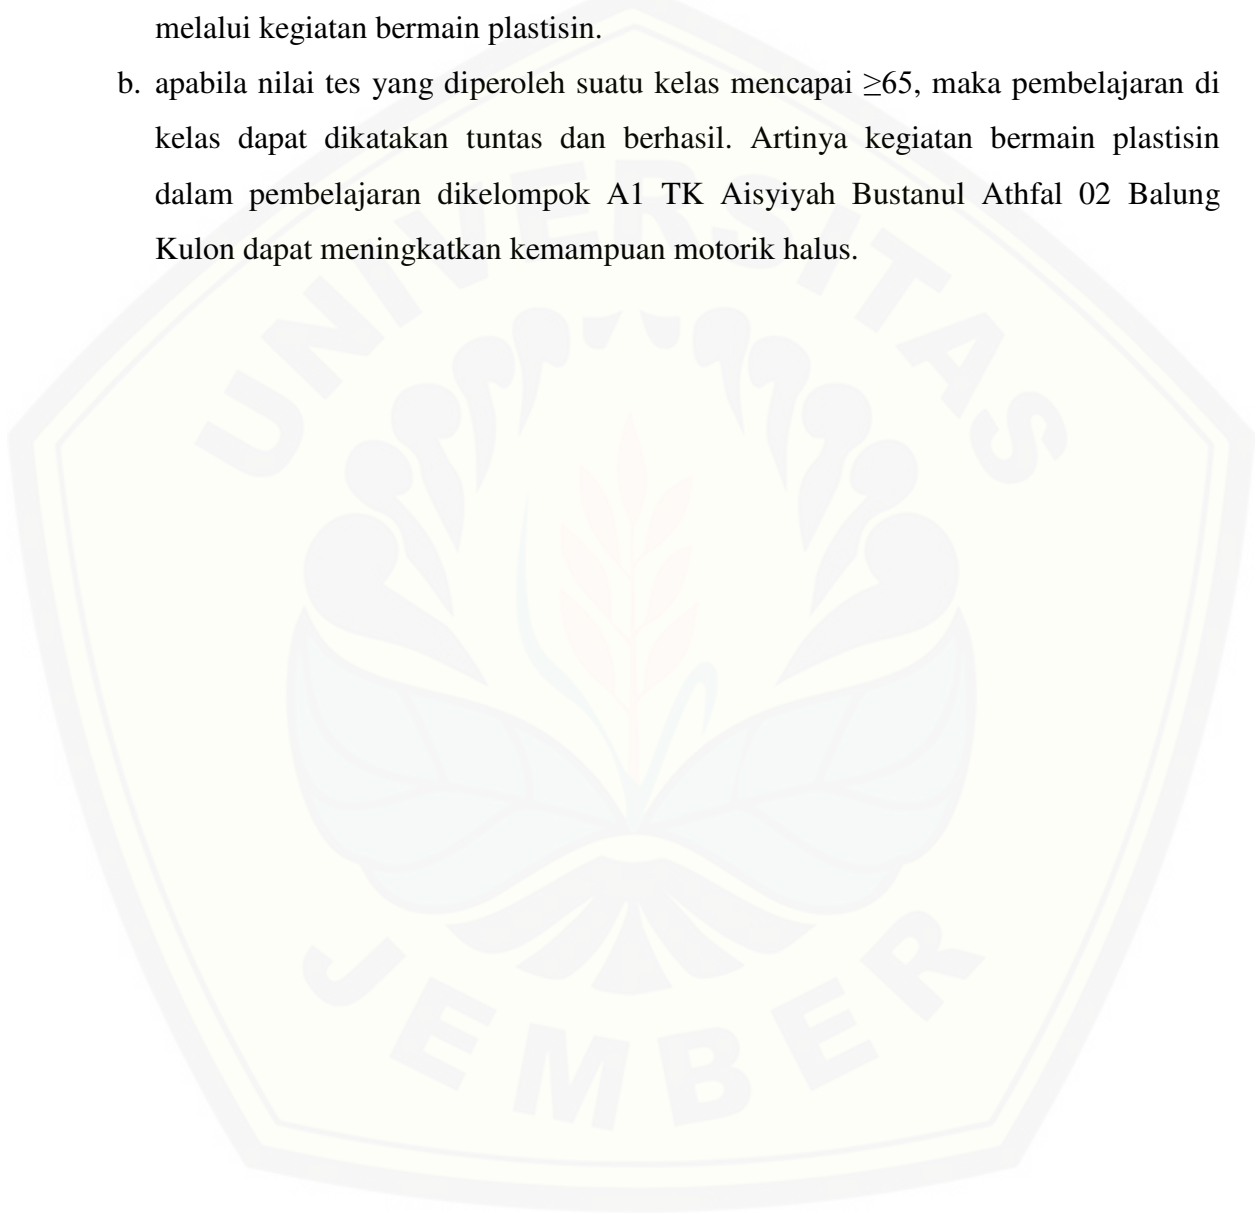 melalui kegiatan bermain plastisin.
b. apabila nilai tes yang diperoleh suatu kelas mencapai ≥65, maka pembelajaran di
kelas dapat dikatakan tuntas dan berhasil. Artinya kegiatan bermain plastisin
dalam pembelajaran dikelompok A1 TK Aisyiyah Bustanul Athfal 02 Balung
Kulon dapat meningkatkan kemampuan motorik halus.
UNIVERSITAS
JEMBER